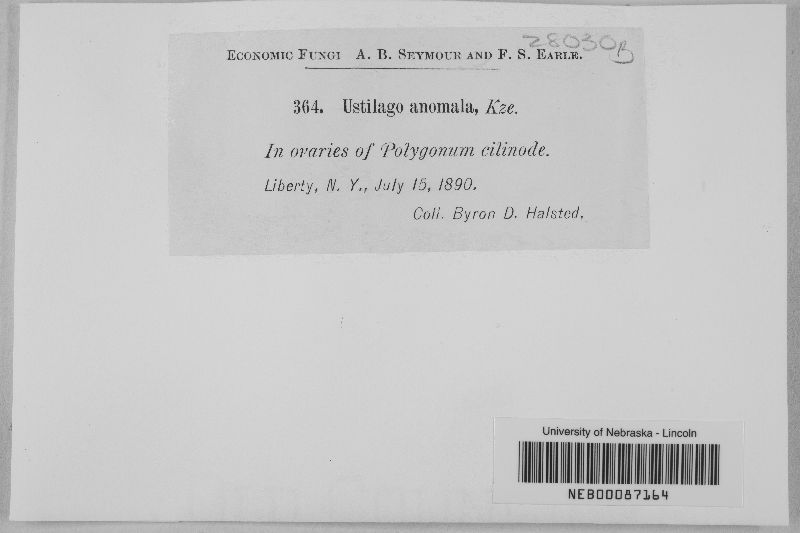 28030B
ECONOMIC FUNGI A. B. SEYMOUR AND F. S. EARLE.
364. Ustilago anomala, Kze.
In ovaries of Polygonum cilinode.
Liberty, N. Y., July 15, 1890.
Coll. Byron D. Halsted.
University of Nebraska - Lincoln
NEB00087164